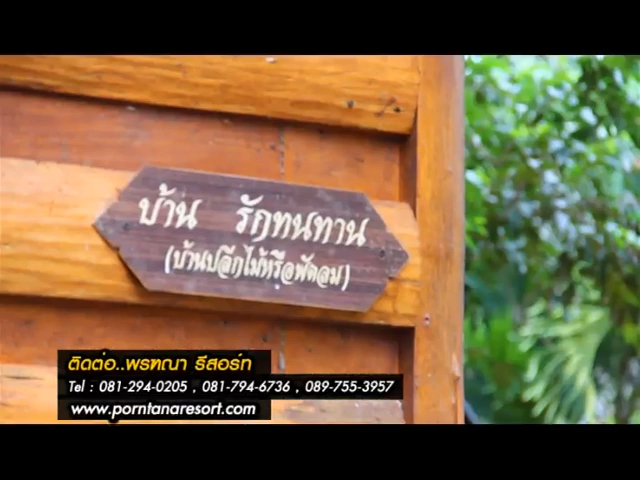 บ้าน รักทนทาน
(บ้านปลีกไม้หรือพัดลม)
ติดต่อ..พรฑณา รีสอร์ท
Tel : 081-294-0205 , 081-794-6736 , 089-755-3957
www.porntanaresort.com